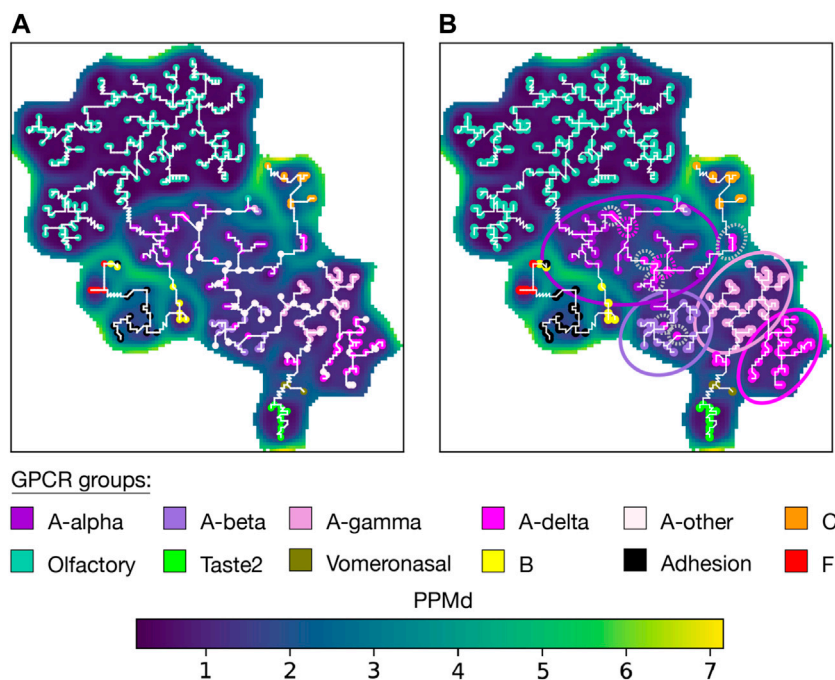 A B
GPCR groups:
A-alpha A-beta A-gamma A-delta A-other C
Olfactory Taste2 Vomeronasal B Adhesion F
PPMd
1 2 3 4 5 6 7